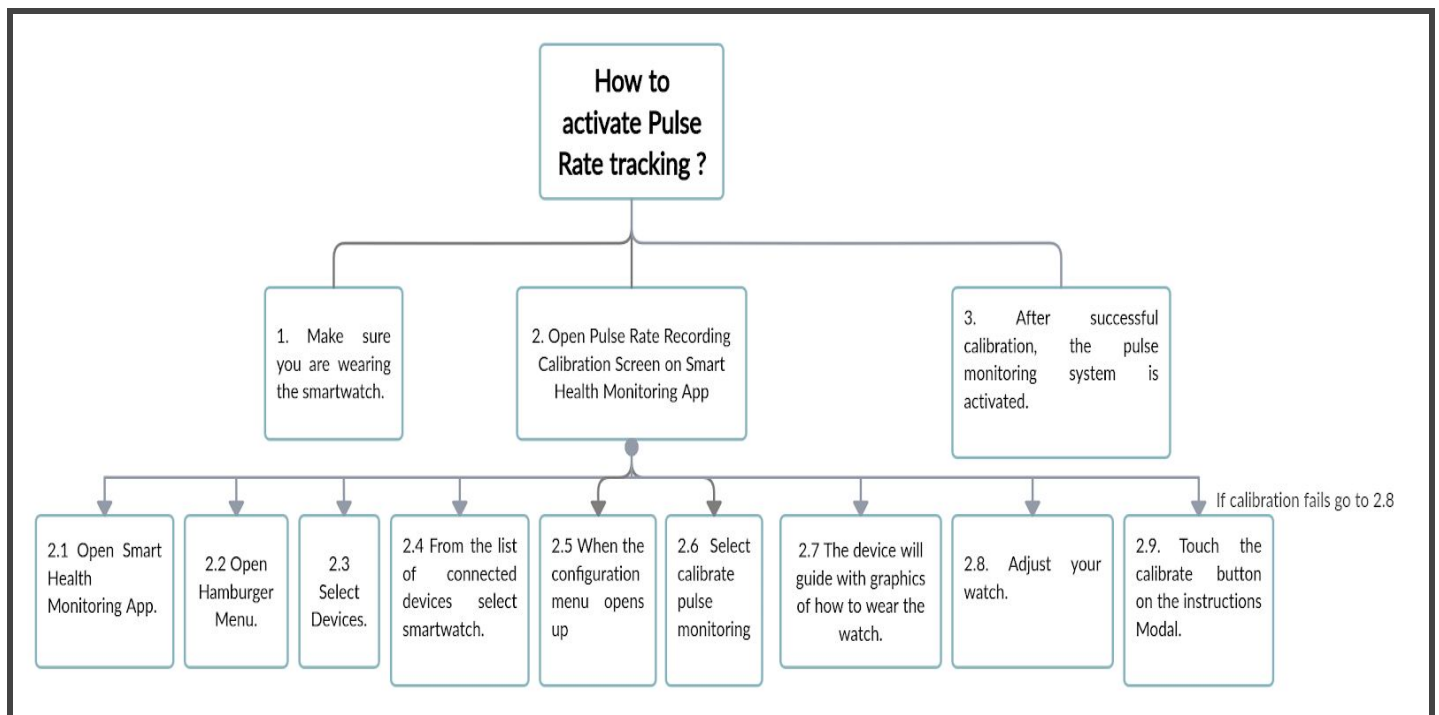 How to
activate Pulse
Rate tracking ?
1. Make sure
you are wearing
the smartwatch.
2. Open Pulse Rate Recording
Calibration Screen on Smart
Health Monitoring App
3. After successful
calibration, the pulse
monitoring system is
activated.
If calibration fails go to 2.8
2.1 Open Smart
Health
Monitoring App.
2.2 Open
Hamburger
Menu.
2.3
Select
Devices.
2.4 From the list
of connected
devices select
smartwatch.
2.5 When the
configuration
menu opens
up
2.6 Select
calibrate
pulse
monitoring
2.7 The device will
guide with graphics
of how to wear the
watch.
2.8. Adjust your
watch.
2.9. Touch the
calibrate button
on the instructions
Modal.